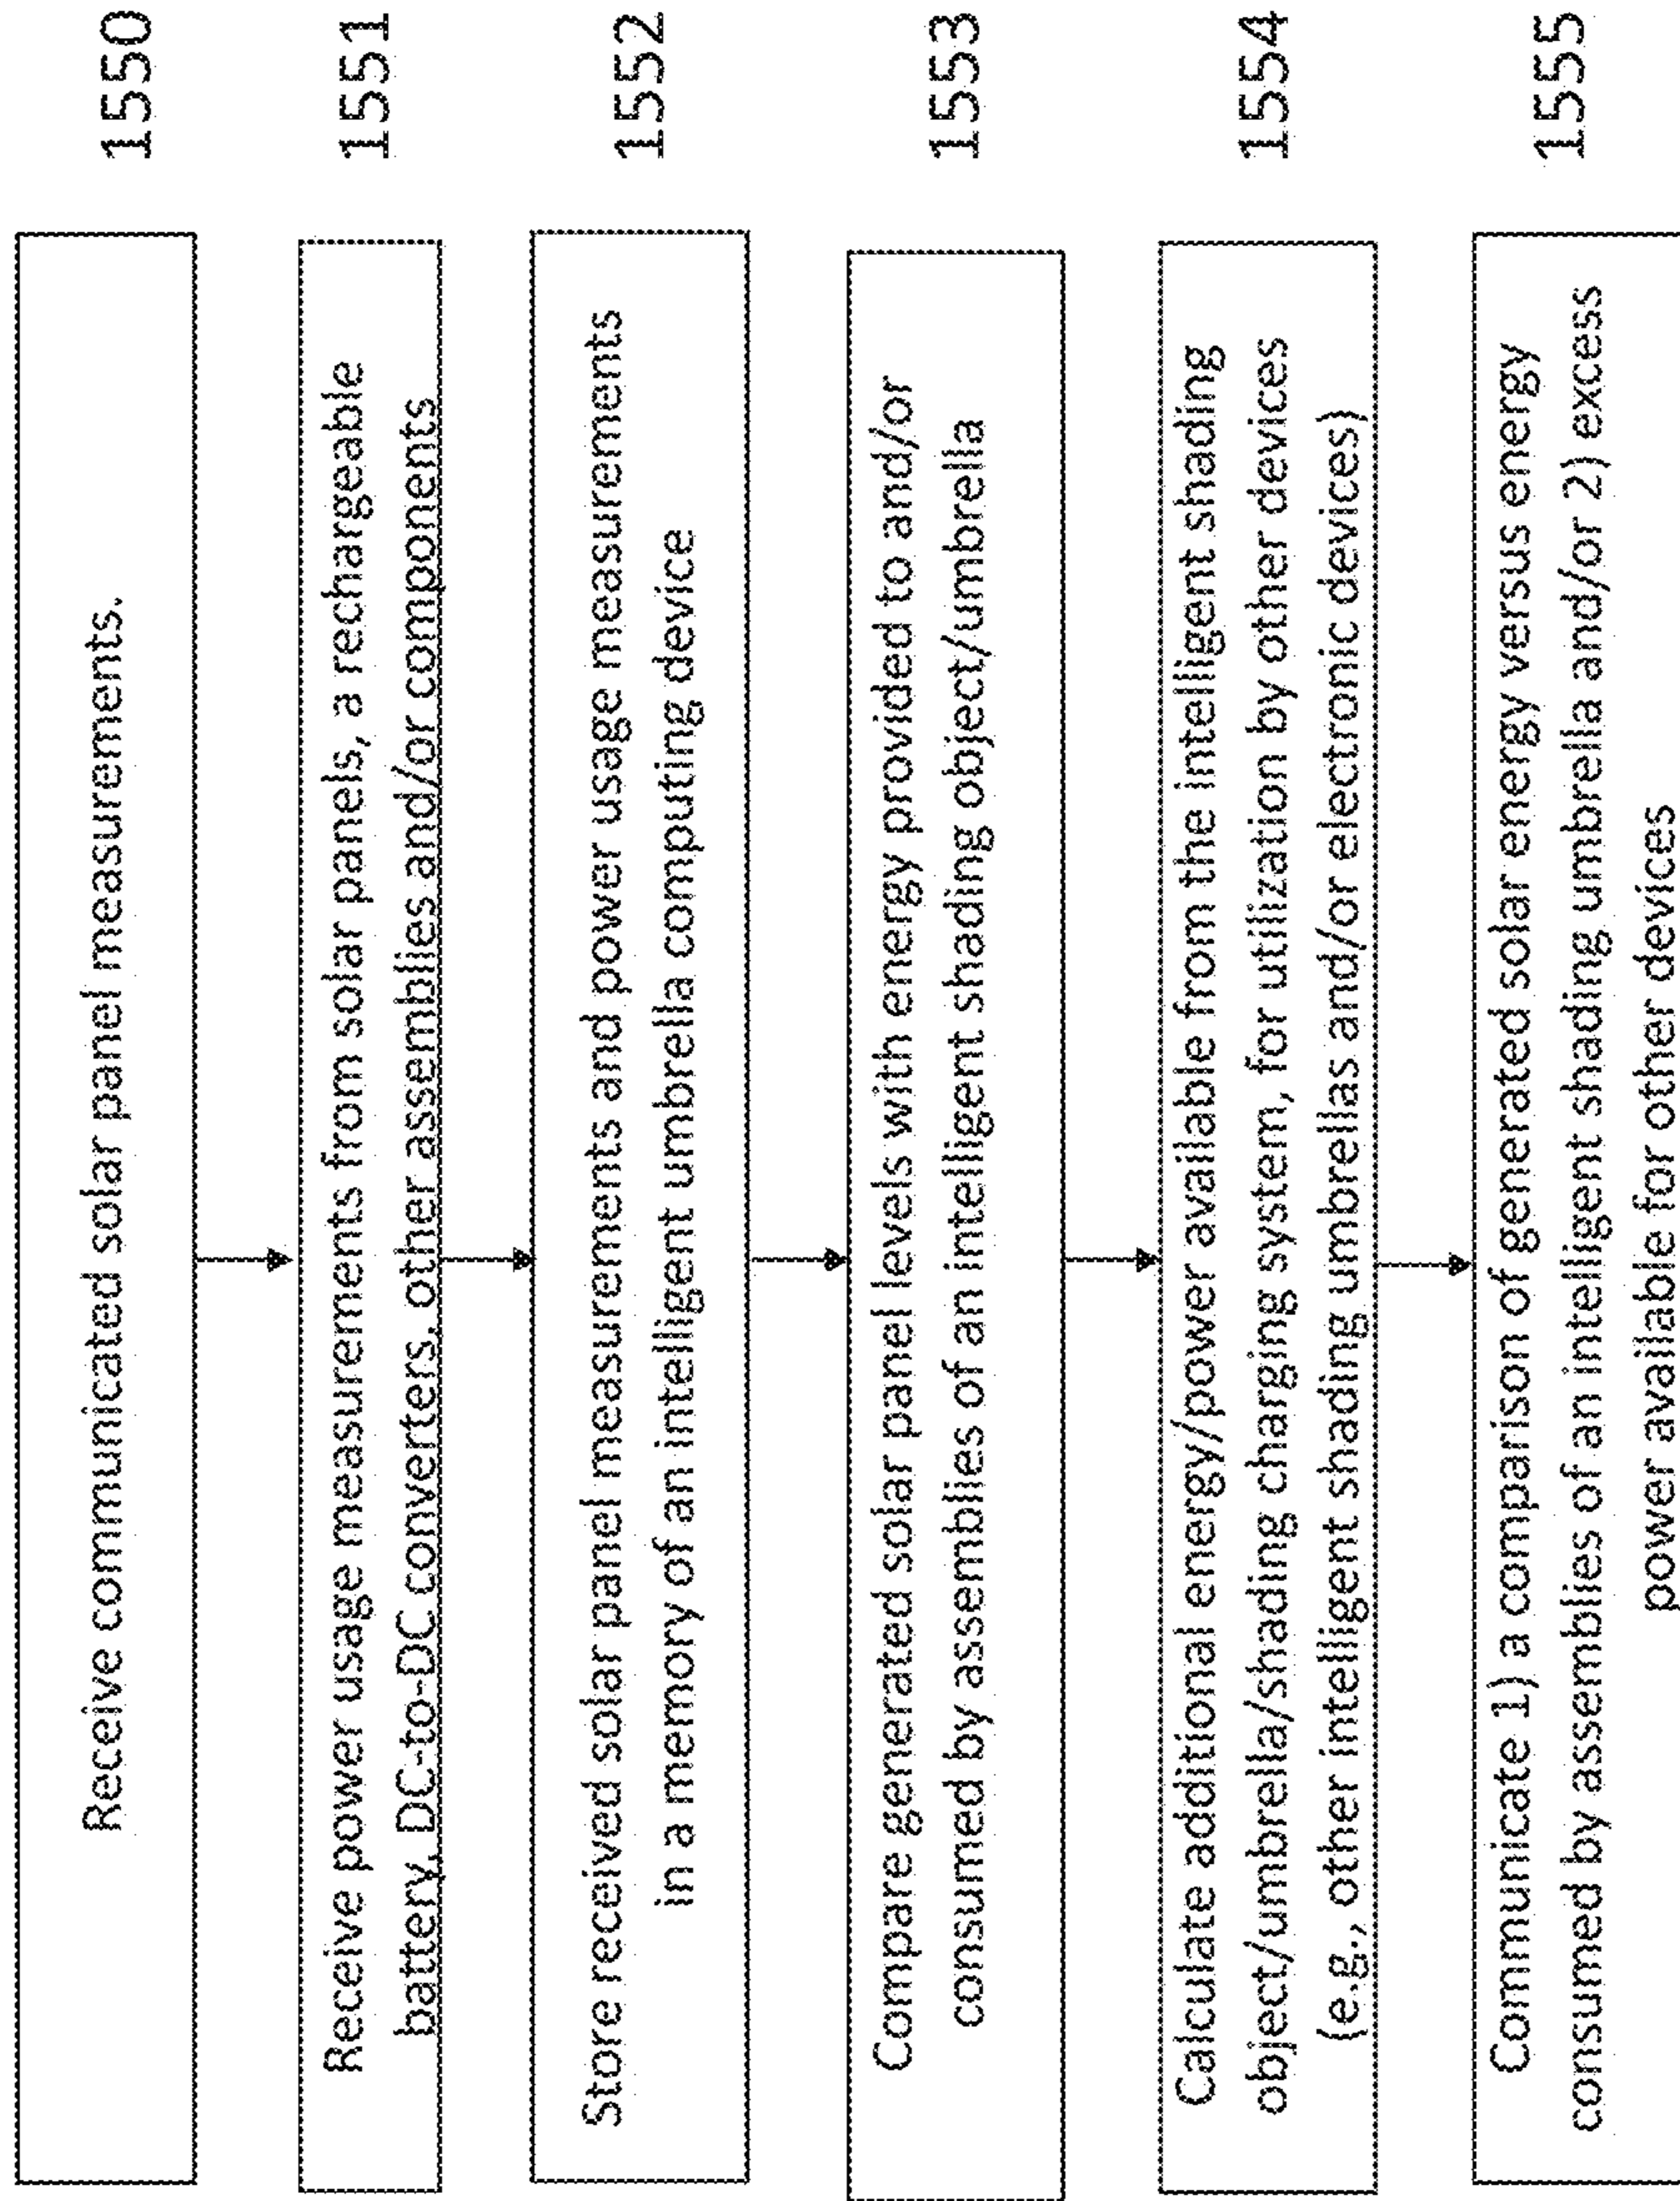 Receive communicated solar panel measurements.
1550
Receive power usage measurements from solar panels, a rechargeable
battery, DC-to-DC converters, other assemblies and/or components
1551
Store received solar panel measurements and power usage measurements
in a memory of an intelligent umbrella computing device
1552
Compare generated solar panel levels with energy provided to and/or
consumed by assemblies of an intelligent shading object/umbrella
1553
Calculate additional energy/power available from the intelligent shading
object/umbrella/shading charging system, for utilization by other devices
(e.g., other intelligent shading umbrellas and/or electronic devices)
1554
Communicate 1) a comparison of generated solar energy versus energy
consumed by assemblies of an intelligent shading umbrella and/or 2) excess
power available for other devices
1555